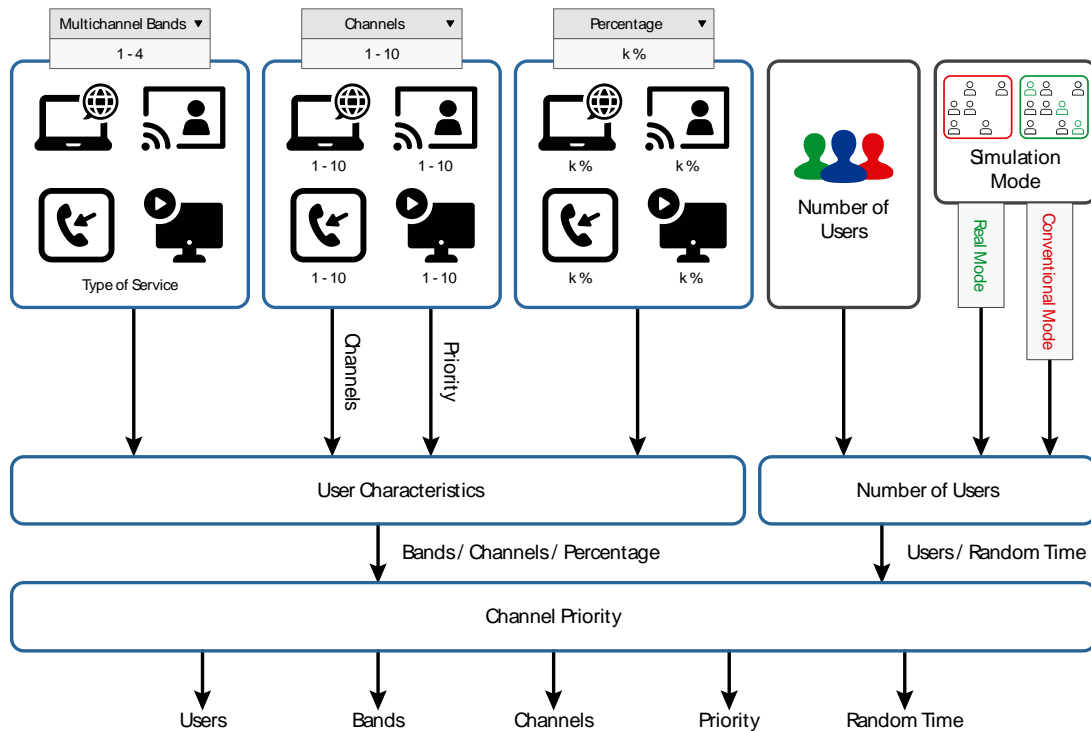 Multichannel Bands
1 - 4
Channels
1 - 10
Percentage
k %
1 - 10
1 - 10
k %
k %
1 - 10
1 - 10
k %
k %
Type of Service
Number of
Users
Simulation
Mode
Real Mode
Conventional Mode
Channels
Priority
User Characteristics
Number of Users
Bands / Channels / Percentage
Users / Random Time
Channel Priority
Users
Bands
Channels
Priority
Random Time